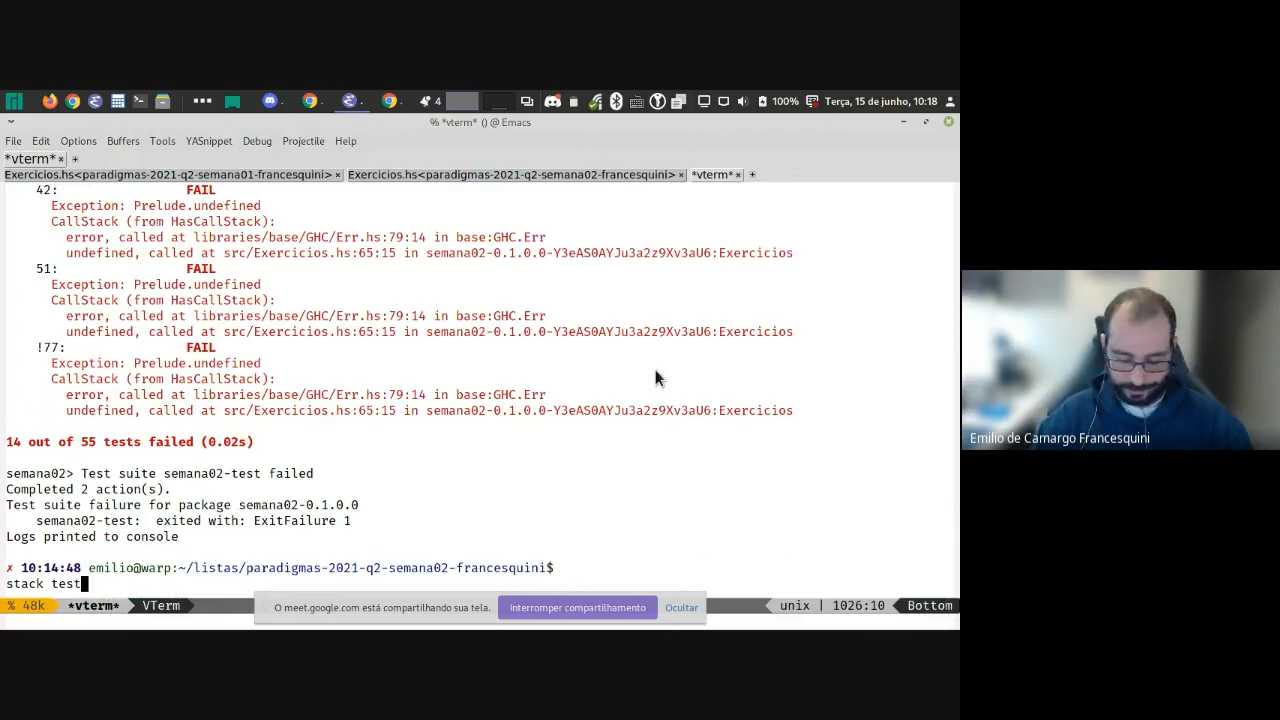 4
100%
Terça, 15 de junho, 10:18
% *vterm* () @ Emacs
File Edit Options Buffers Tools YASnippet Debug Projectile Help
*vterm* × +
Exercicios.hs<paradigmas-2021-q2-semana01-francesquini> × Exercicios.hs<paradigmas-2021-q2-semana02-francesquini> × *vterm* × +
42: FAIL
Exception: Prelude.undefined
CallStack (from HasCallStack):
error, called at libraries/base/GHC/Err.hs:79:14 in base:GHC.Err
undefined, called at src/Exercicios.hs:65:15 in semana02-0.1.0.0-Y3eAS0AYJu3a2z9Xv3aU6:Exercicios
51: FAIL
Exception: Prelude.undefined
CallStack (from HasCallStack):
error, called at libraries/base/GHC/Err.hs:79:14 in base:GHC.Err
undefined, called at src/Exercicios.hs:65:15 in semana02-0.1.0.0-Y3eAS0AYJu3a2z9Xv3aU6:Exercicios
!77: FAIL
Exception: Prelude.undefined
CallStack (from HasCallStack):
error, called at libraries/base/GHC/Err.hs:79:14 in base:GHC.Err
undefined, called at src/Exercicios.hs:65:15 in semana02-0.1.0.0-Y3eAS0AYJu3a2z9Xv3aU6:Exercicios
14 out of 55 tests failed (0.02s)
semana02> Test suite semana02-test failed
Completed 2 action(s).
Test suite failure for package semana02-0.1.0.0
semana02-test: exited with: ExitFailure 1
Logs printed to console
✗ 10:14:48 emilio@warp:~/listas/paradigmas-2021-q2-semana02-francesquini$
stack test
% 48k *vterm* VTerm unix | 1026:10 Bottom
O meet.google.com está compartilhando sua tela. Interromper compartilhamento Ocultar
Emilio de Camargo Francesquini